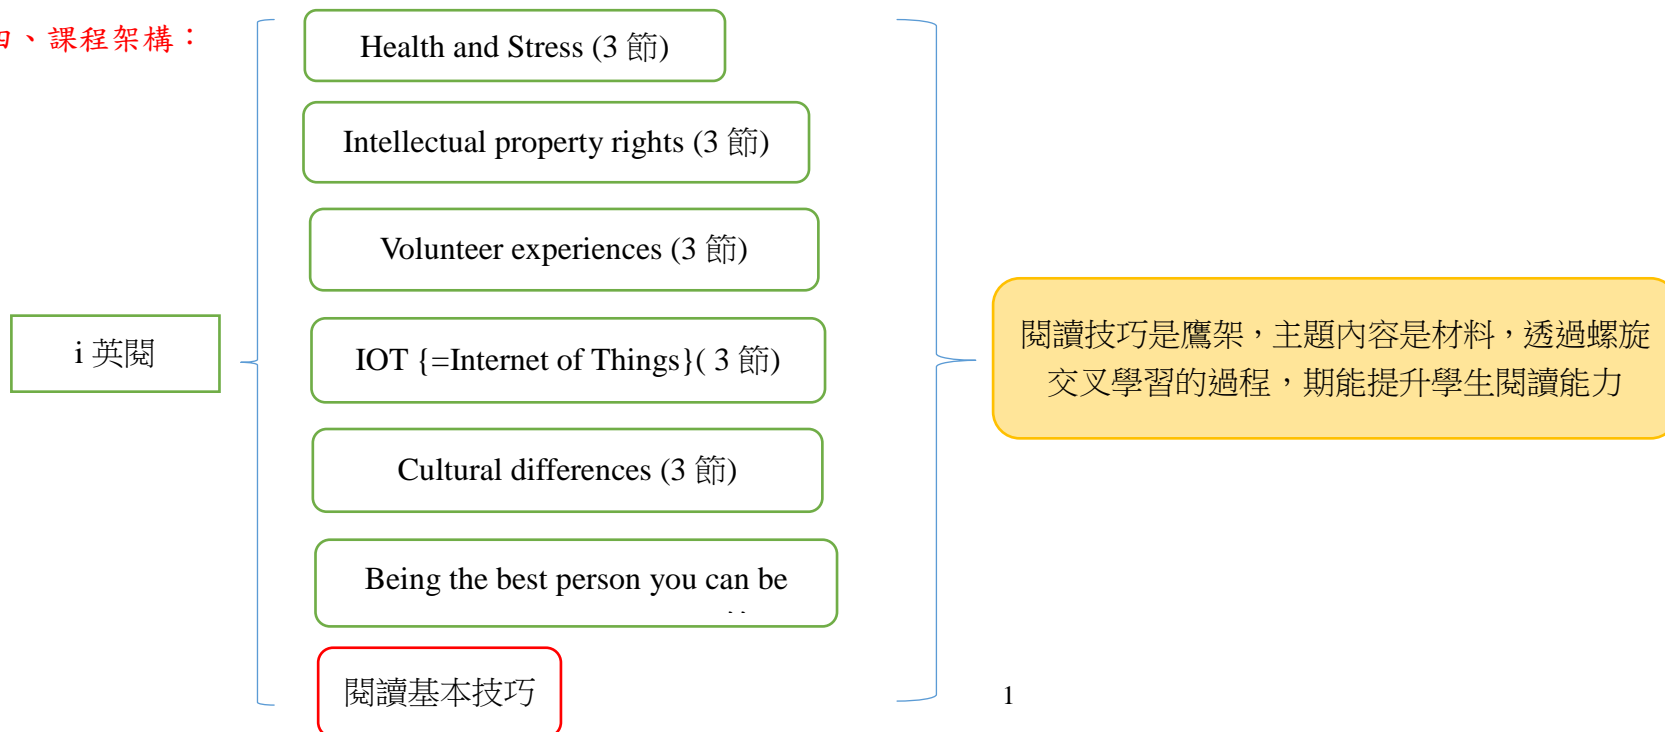 、課程架構：
Health and Stress (3 節)
Intellectual property rights (3 節)
Volunteer experiences (3 節)
i 英閱
IOT {=Internet of Things}( 3 節)
Cultural differences (3 節)
Being the best person you can be
閱讀基本技巧
閱讀技巧是鷹架，主題內容是材料，透過螺旋
交叉學習的過程，期能提升學生閱讀能力
1